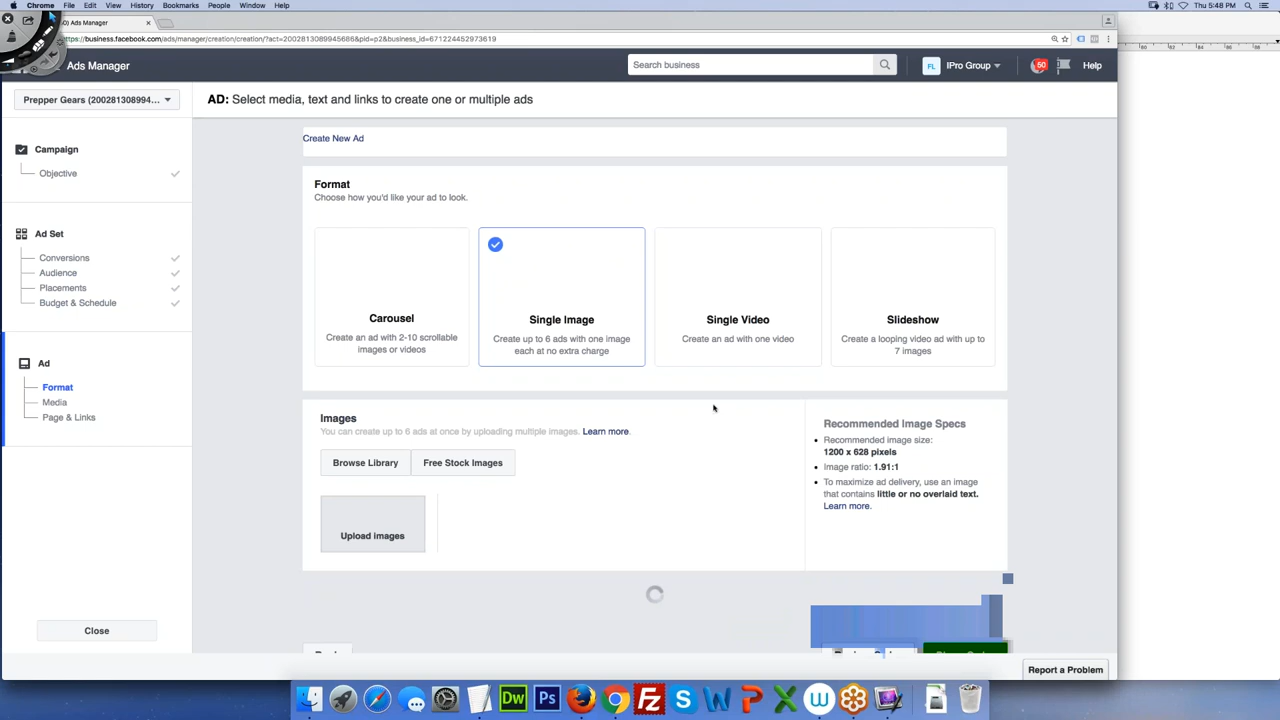 Chrome File Edit View History Bookmarks People Window Help Thu 5:48 PM
Ads Manager
https://business.facebook.com/ads/manager/creation/creation/?act=2002813089945686&pid=p2&business_id=671224452973619
Ads Manager Search business FL IPro Group 50 Help
Prepper Gears (200281308994... AD: Select media, text and links to create one or multiple ads
Campaign
Objective
Ad Set
Conversions
Audience
Placements
Budget & Schedule
Ad
Format
Media
Page & Links
Close
Create New Ad
Format
Choose how you'd like your ad to look.
Carousel
Create an ad with 2-10 scrollable
images or videos
Single Image
Create up to 6 ads with one image
each at no extra charge
Single Video
Create an ad with one video
Slideshow
Create a looping video ad with up to
7 images
Images
You can create up to 6 ads at once by uploading multiple images. Learn more.
Browse Library Free Stock Images
Upload images
Recommended Image Specs
Recommended image size:
1200 x 628 pixels
Image ratio: 1.91:1
To maximize ad delivery, use an image
that contains little or no overlaid text.
Learn more.
Report a Problem
Dw Ps Fz S W P X W